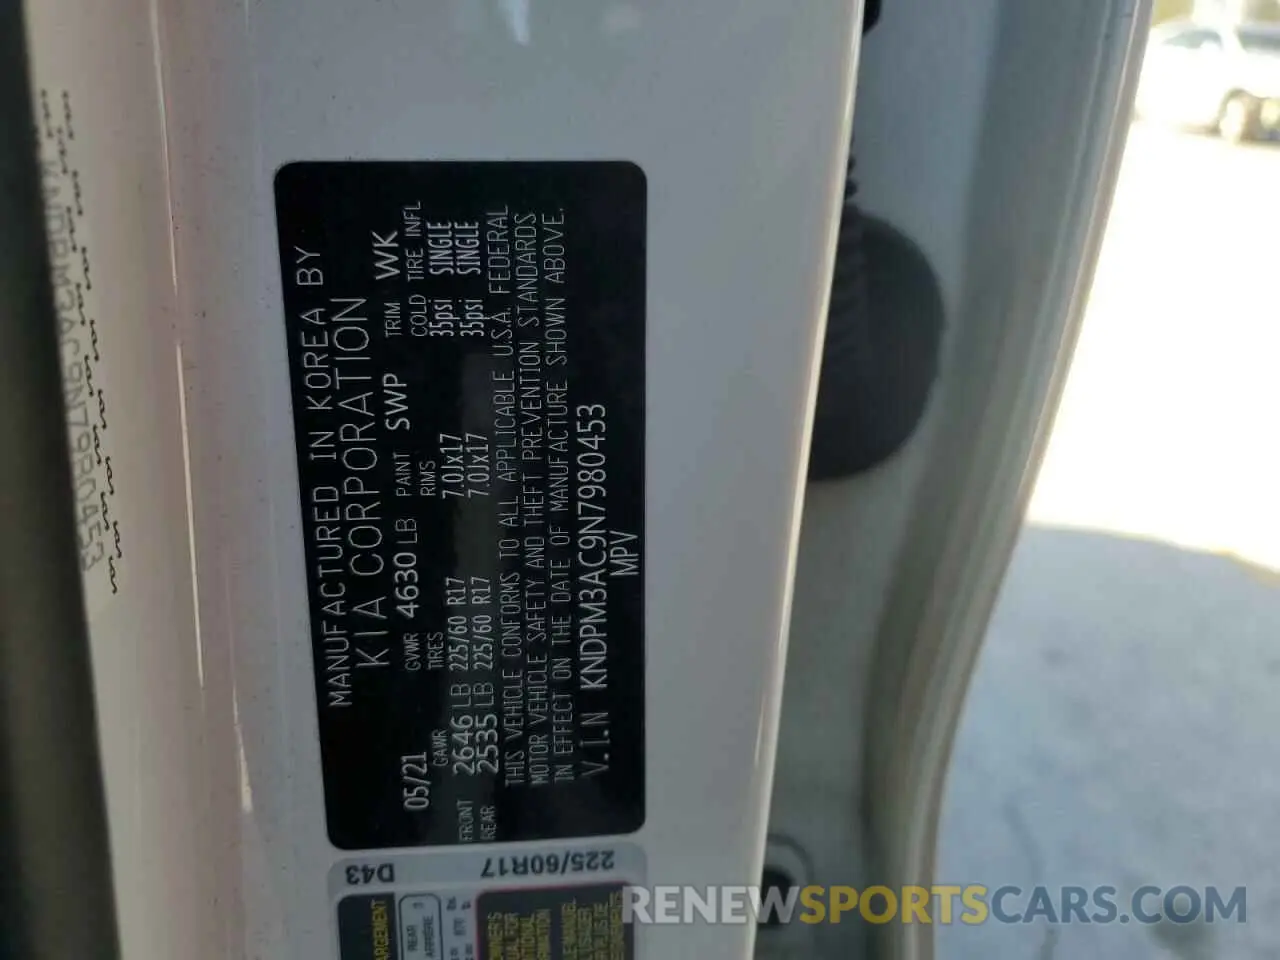 MANUFACTURED IN KOREA BY
KIA CORPORATION
05/21 GVWR 4630 LB PAINT SWP TRIM WK
GAWR TIRES RIMS COLD TIRE INFL
FRONT 2646 LB 225/60 R17 7.0Jx17 35psi SINGLE
REAR 2535 LB 225/60 R17 7.0Jx17 35psi SINGLE
THIS VEHICLE CONFORMS TO ALL APPLICABLE U.S.A. FEDERAL
MOTOR VEHICLE SAFETY AND THEFT PREVENTION STANDARDS
IN EFFECT ON THE DATE OF MANUFACTURE SHOWN ABOVE.
V.I.N KNDPM3AC9N7980453
MPV
D43
225/60R17
REAR
ARRIÈRE
KNDPM3AC9N7980453
RENEWSPORTSCARS.COM